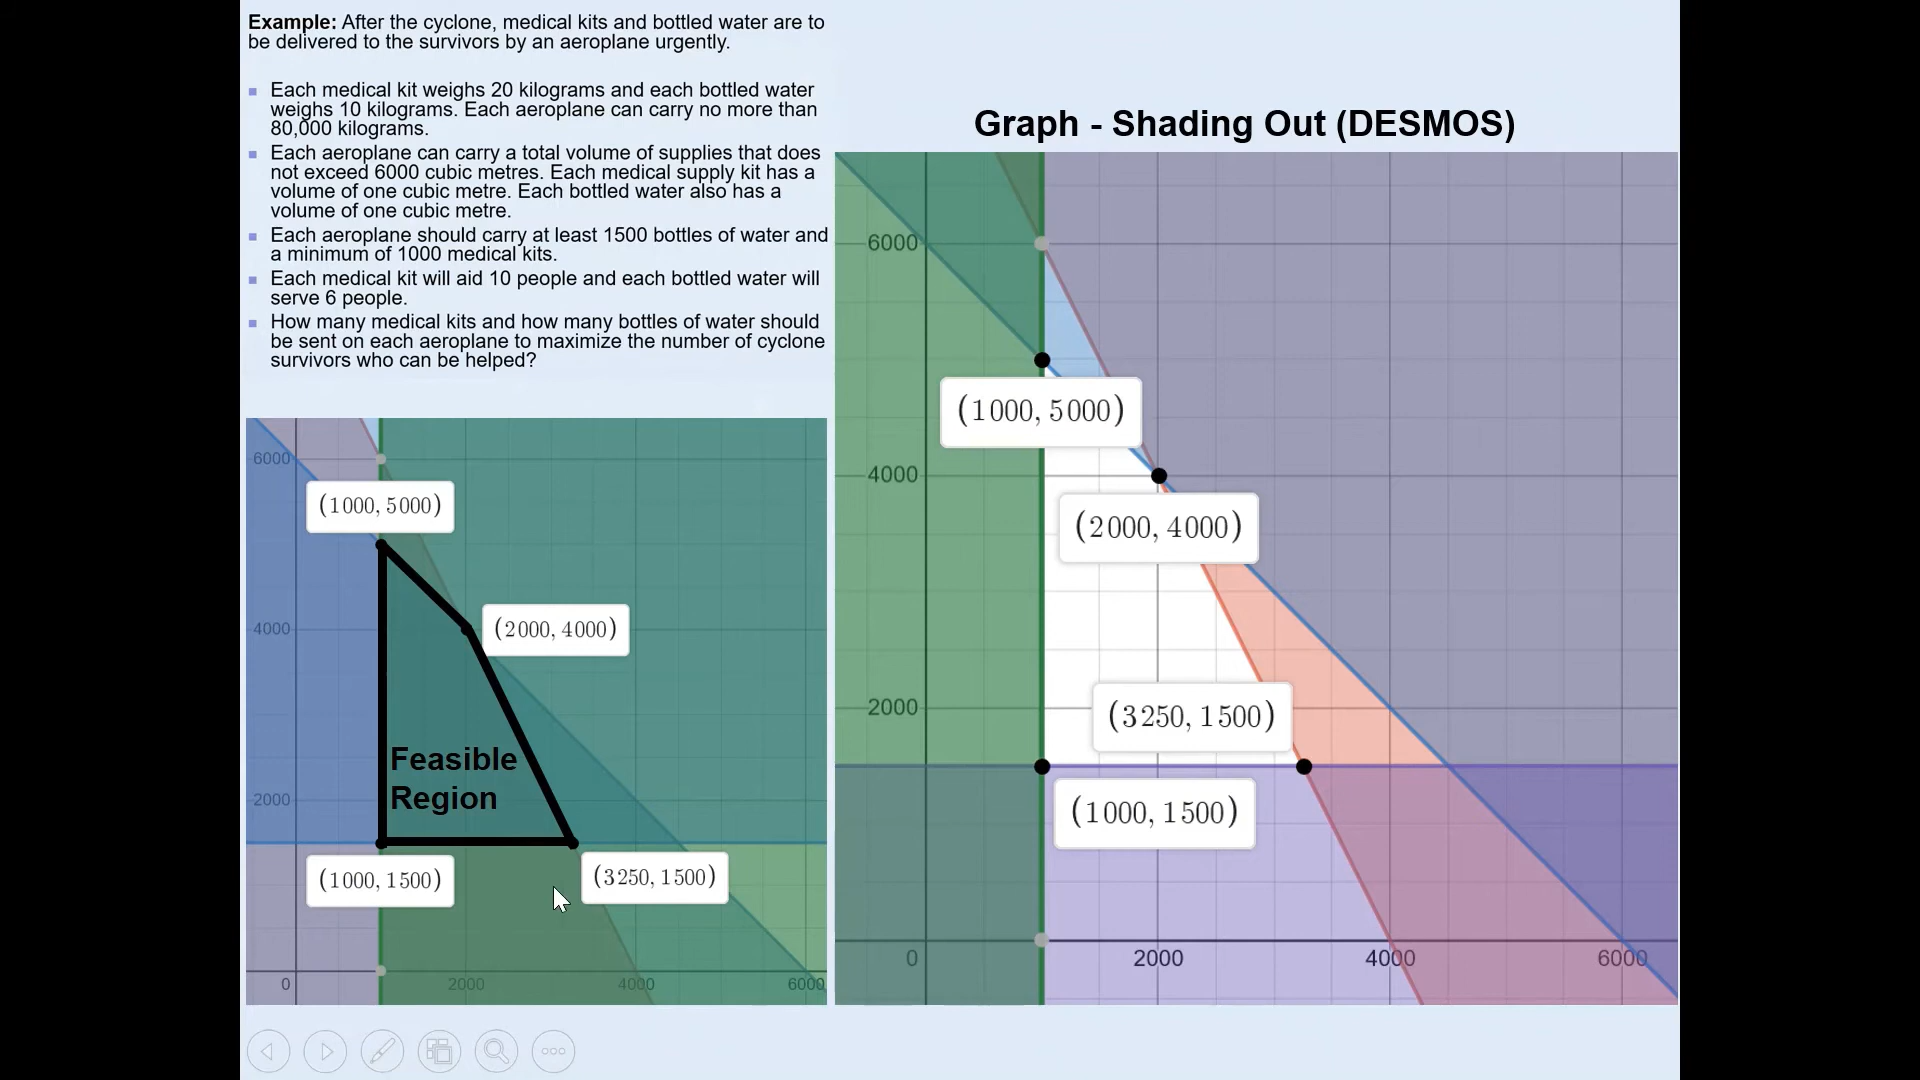 Example: After the cyclone, medical kits and bottled water are to
be delivered to the survivors by an aeroplane urgently.
Each medical kit weighs 20 kilograms and each bottled water
weighs 10 kilograms. Each aeroplane can carry no more than
80,000 kilograms.
Each aeroplane can carry a total volume of supplies that does
not exceed 6000 cubic metres. Each medical supply kit has a
volume of one cubic metre. Each bottled water also has a
volume of one cubic metre.
Each aeroplane should carry at least 1500 bottles of water and
a minimum of 1000 medical kits.
Each medical kit will aid 10 people and each bottled water will
serve 6 people.
How many medical kits and how many bottles of water should
be sent on each aeroplane to maximize the number of cyclone
survivors who can be helped?
6000
(1000, 5000)
4000
(2000, 4000)
Feasible
Region
2000
(1000, 1500)
(3250, 1500)
0
2000
4000
6000
Graph - Shading Out (DESMOS)
6000
(1000, 5000)
4000
(2000, 4000)
2000
(3250, 1500)
(1000, 1500)
0
2000
4000
6000